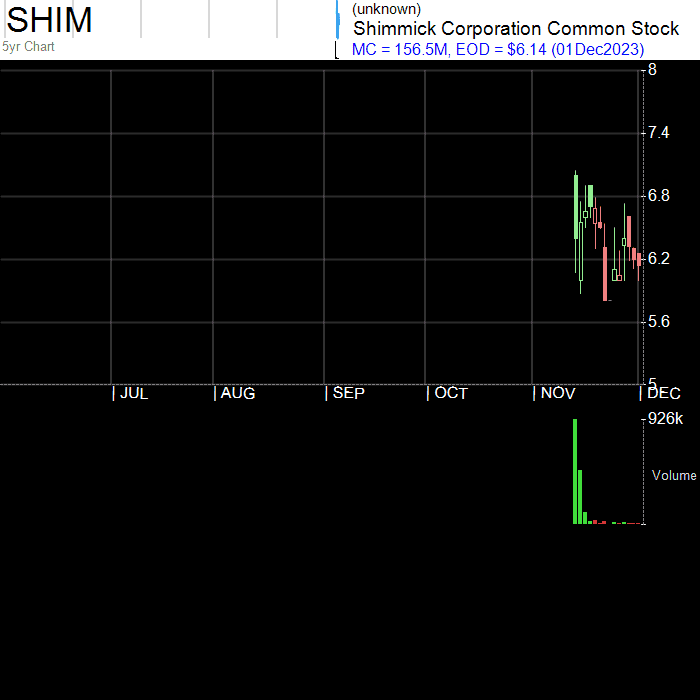 SHIM
5yr Chart
(unknown)
Shimmick Corporation Common Stock
MC = 156.5M, EOD = $6.14 (01Dec2023)
8
7.4
6.8
6.2
5.6
5
| JUL | AUG | SEP | OCT | NOV | DEC
926k
Volume